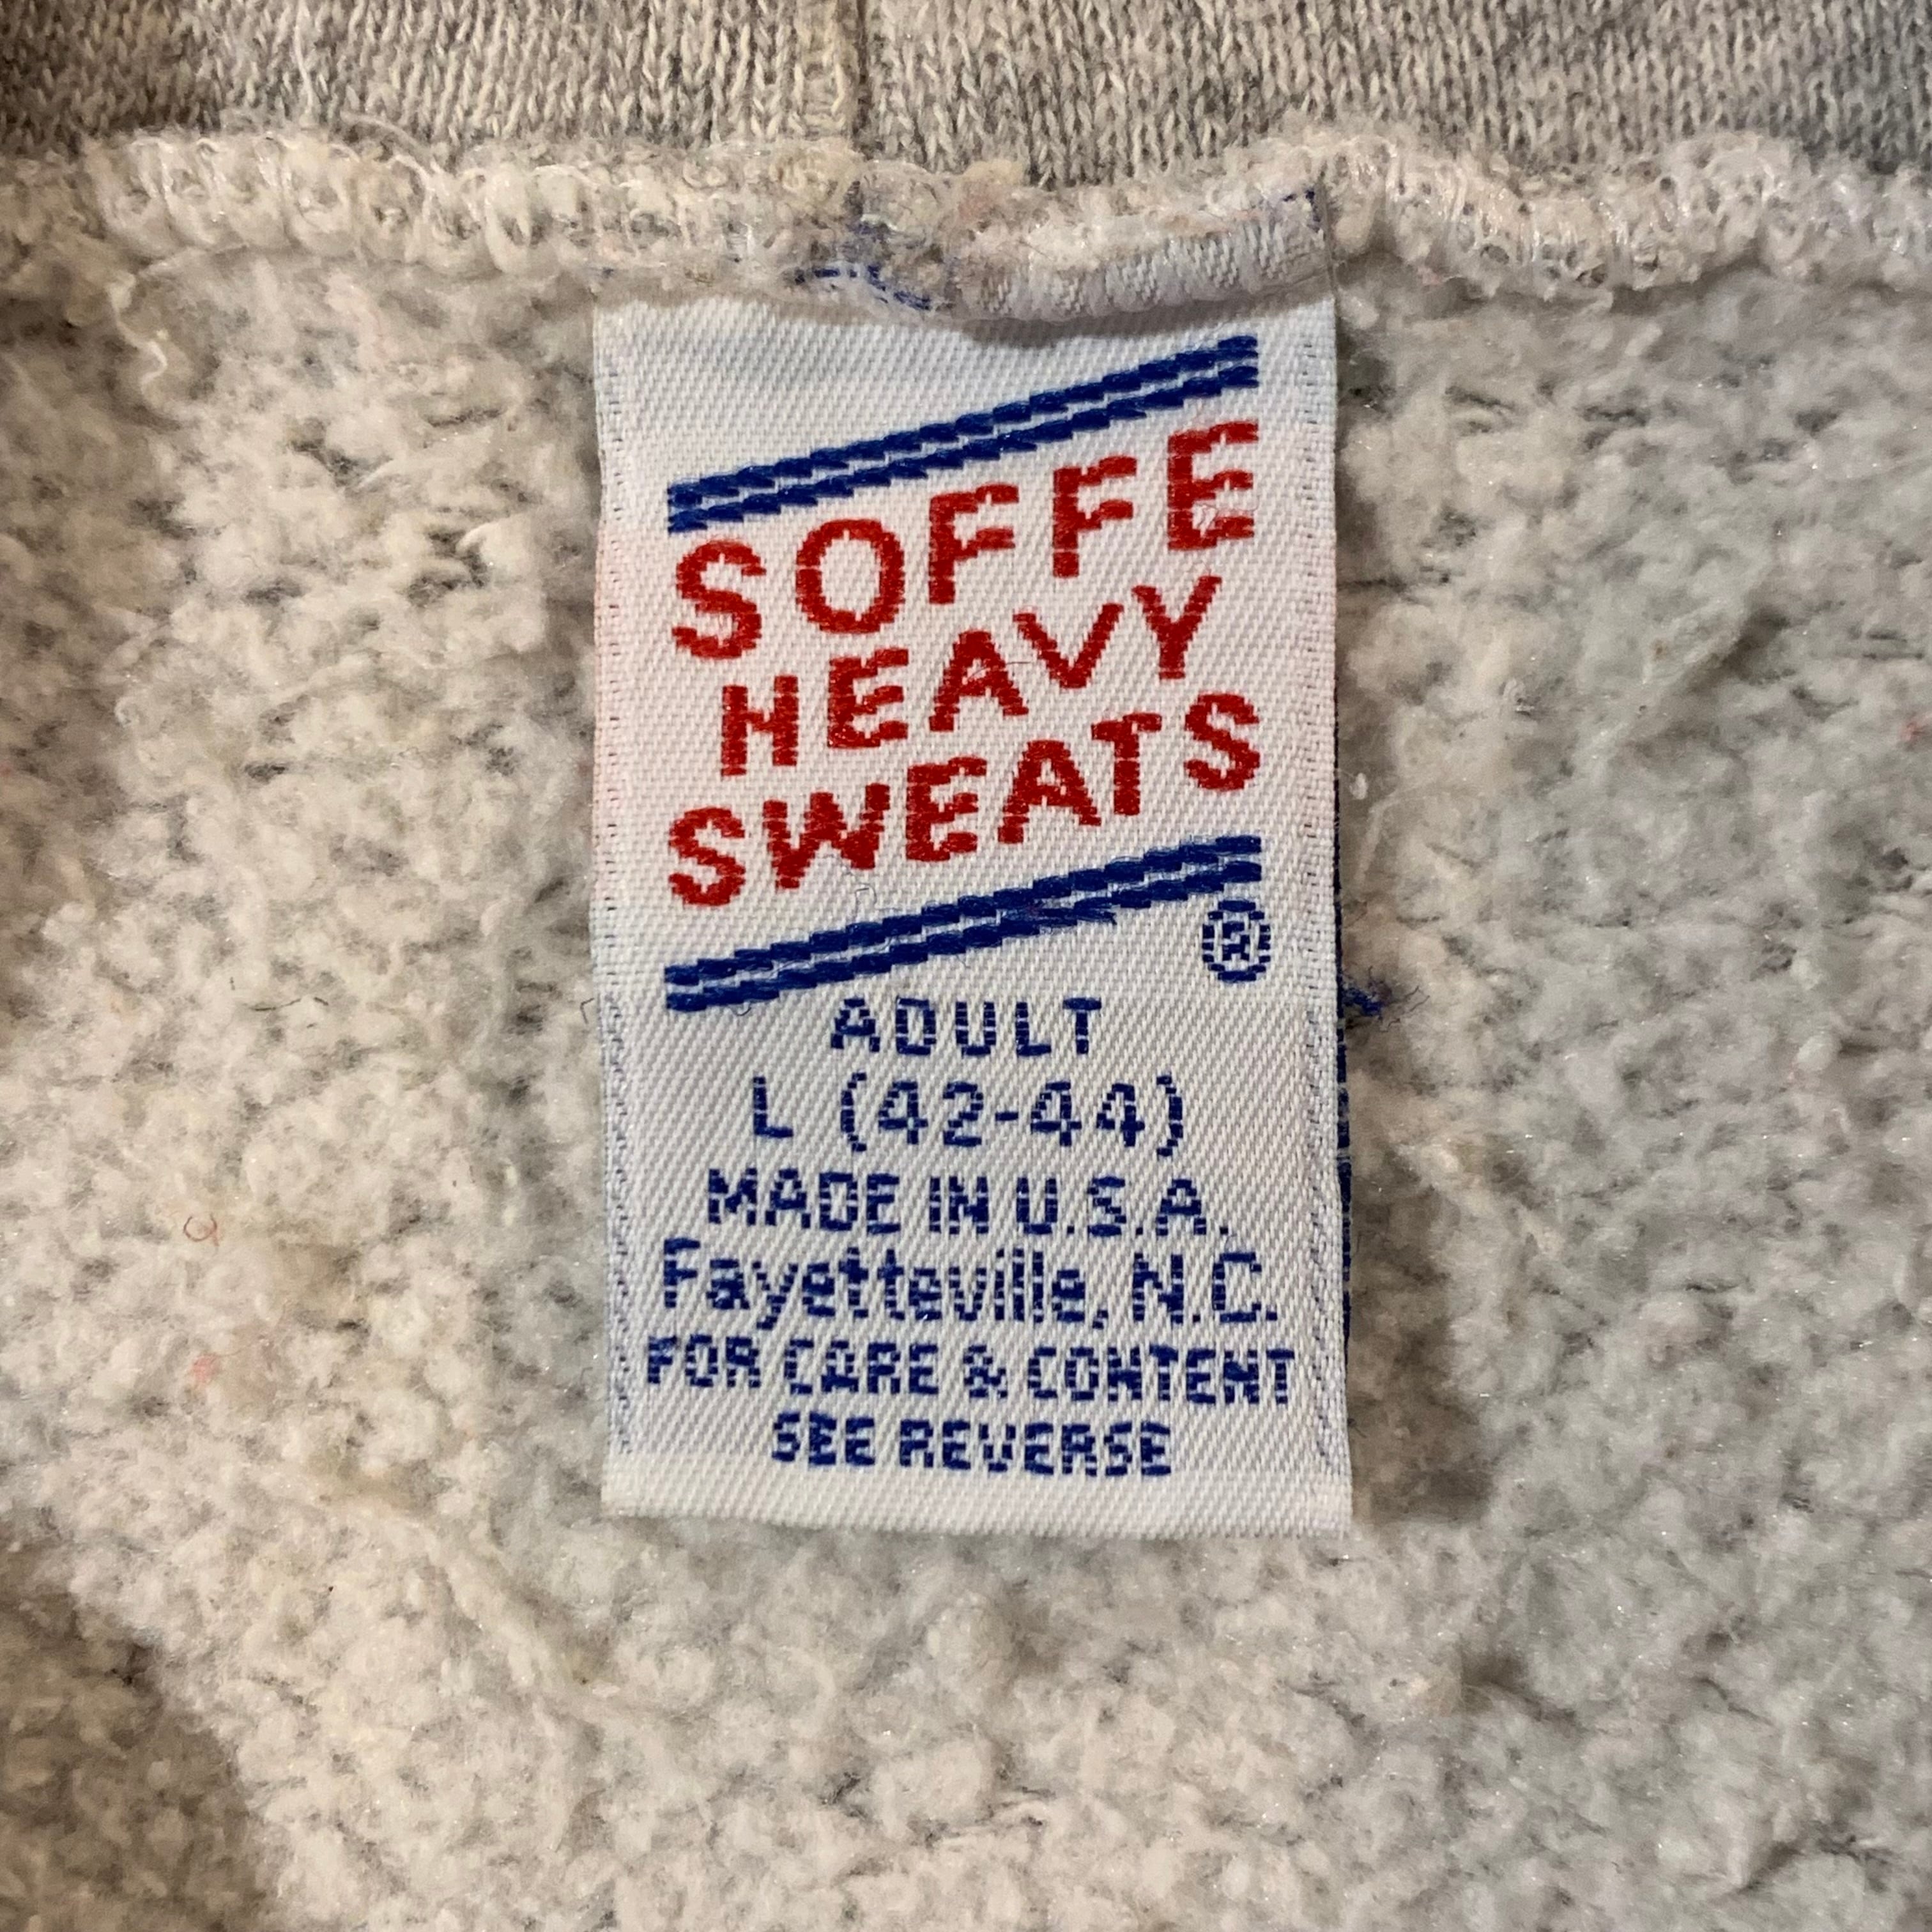 SOFFE
HEAVY
SWEATS
®
ADULT
L (42-44)
MADE IN U.S.A.
Fayetteville, N.C.
FOR CARE & CONTENT
SEE REVERSE